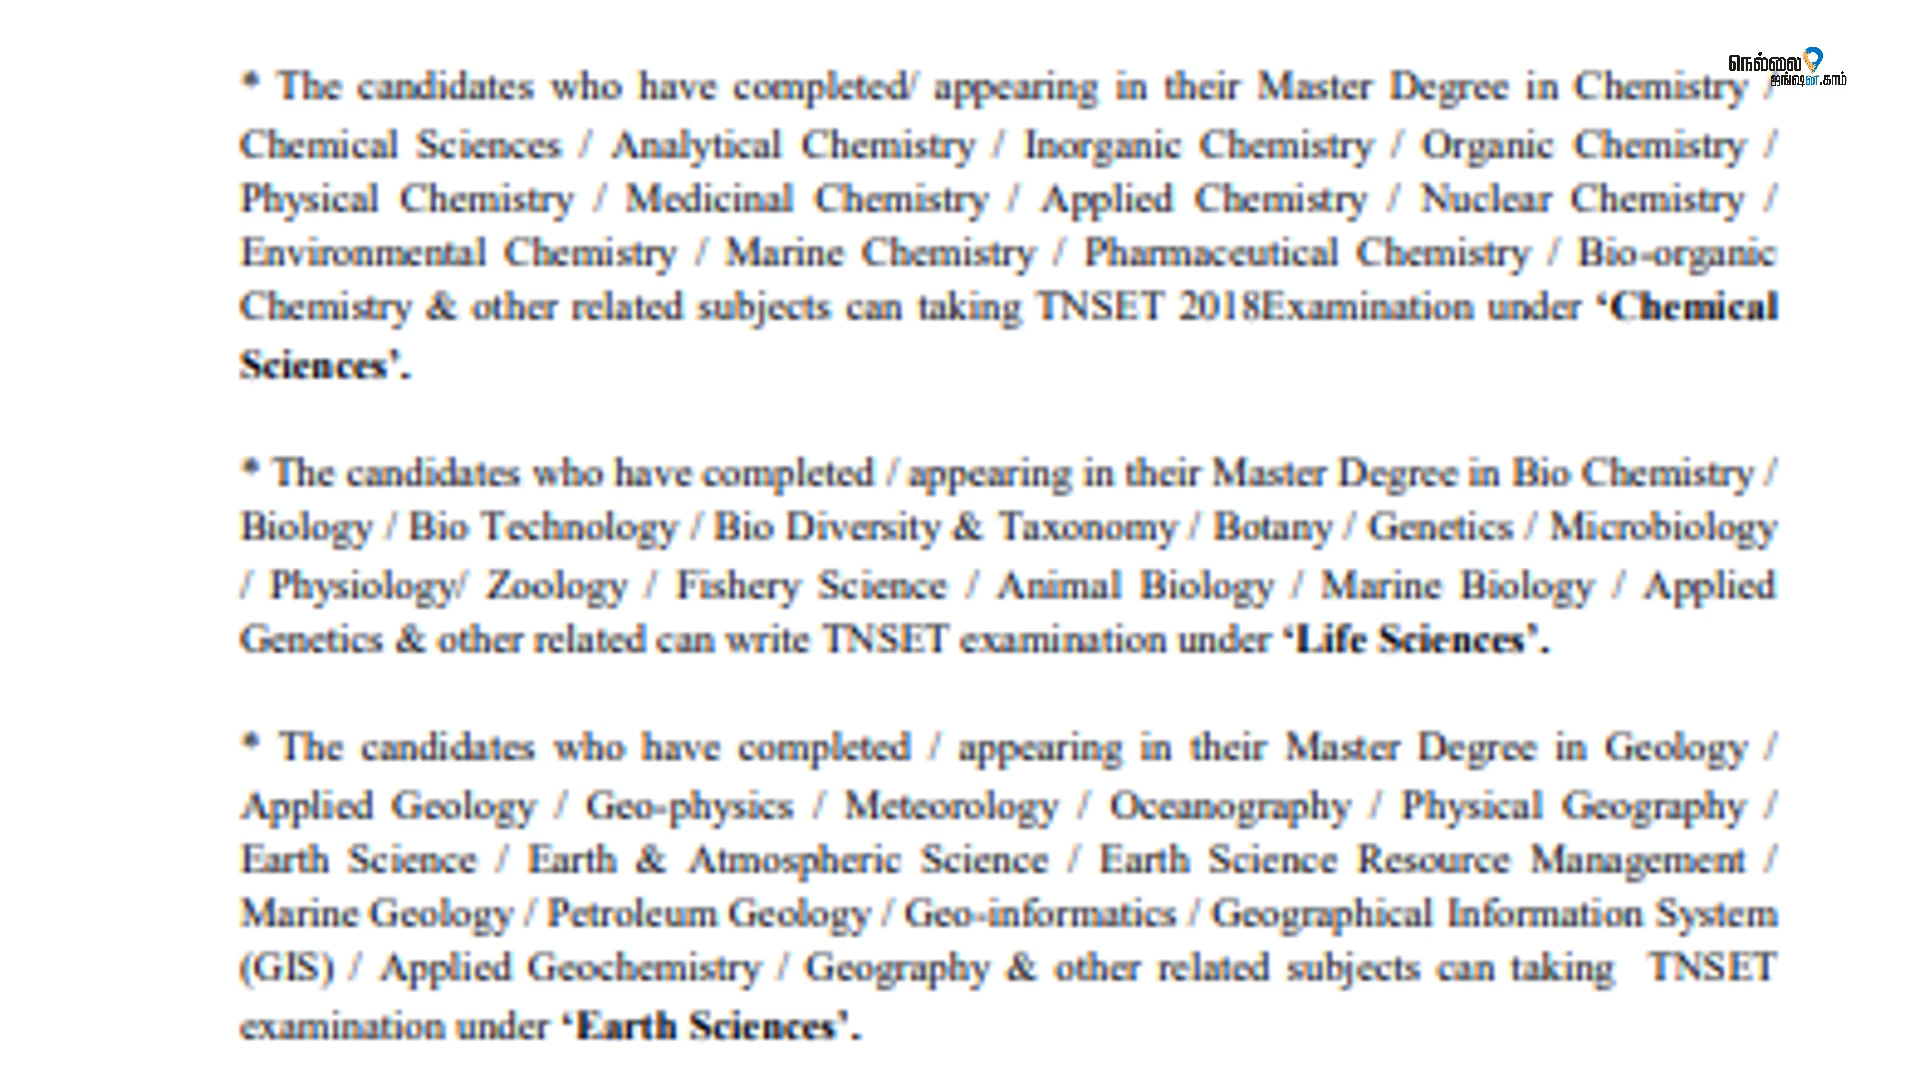 நெல்லை
ஜங்ஷன்.காம்
* The candidates who have completed/ appearing in their Master Degree in Chemistry /
Chemical Sciences / Analytical Chemistry / Inorganic Chemistry / Organic Chemistry /
Physical Chemistry / Medicinal Chemistry / Applied Chemistry / Nuclear Chemistry /
Environmental Chemistry / Marine Chemistry / Pharmaceutical Chemistry / Bio-organic
Chemistry & other related subjects can taking TNSET 2018Examination under ‘Chemical
Sciences’.
* The candidates who have completed / appearing in their Master Degree in Bio Chemistry /
Biology / Bio Technology / Bio Diversity & Taxonomy / Botany / Genetics / Microbiology
/ Physiology/ Zoology / Fishery Science / Animal Biology / Marine Biology / Applied
Genetics & other related can write TNSET examination under ‘Life Sciences’.
* The candidates who have completed / appearing in their Master Degree in Geology /
Applied Geology / Geo-physics / Meteorology / Oceanography / Physical Geography /
Earth Science / Earth & Atmospheric Science / Earth Science Resource Management /
Marine Geology / Petroleum Geology / Geo-informatics / Geographical Information System
(GIS) / Applied Geochemistry / Geography & other related subjects can taking TNSET
examination under ‘Earth Sciences’.